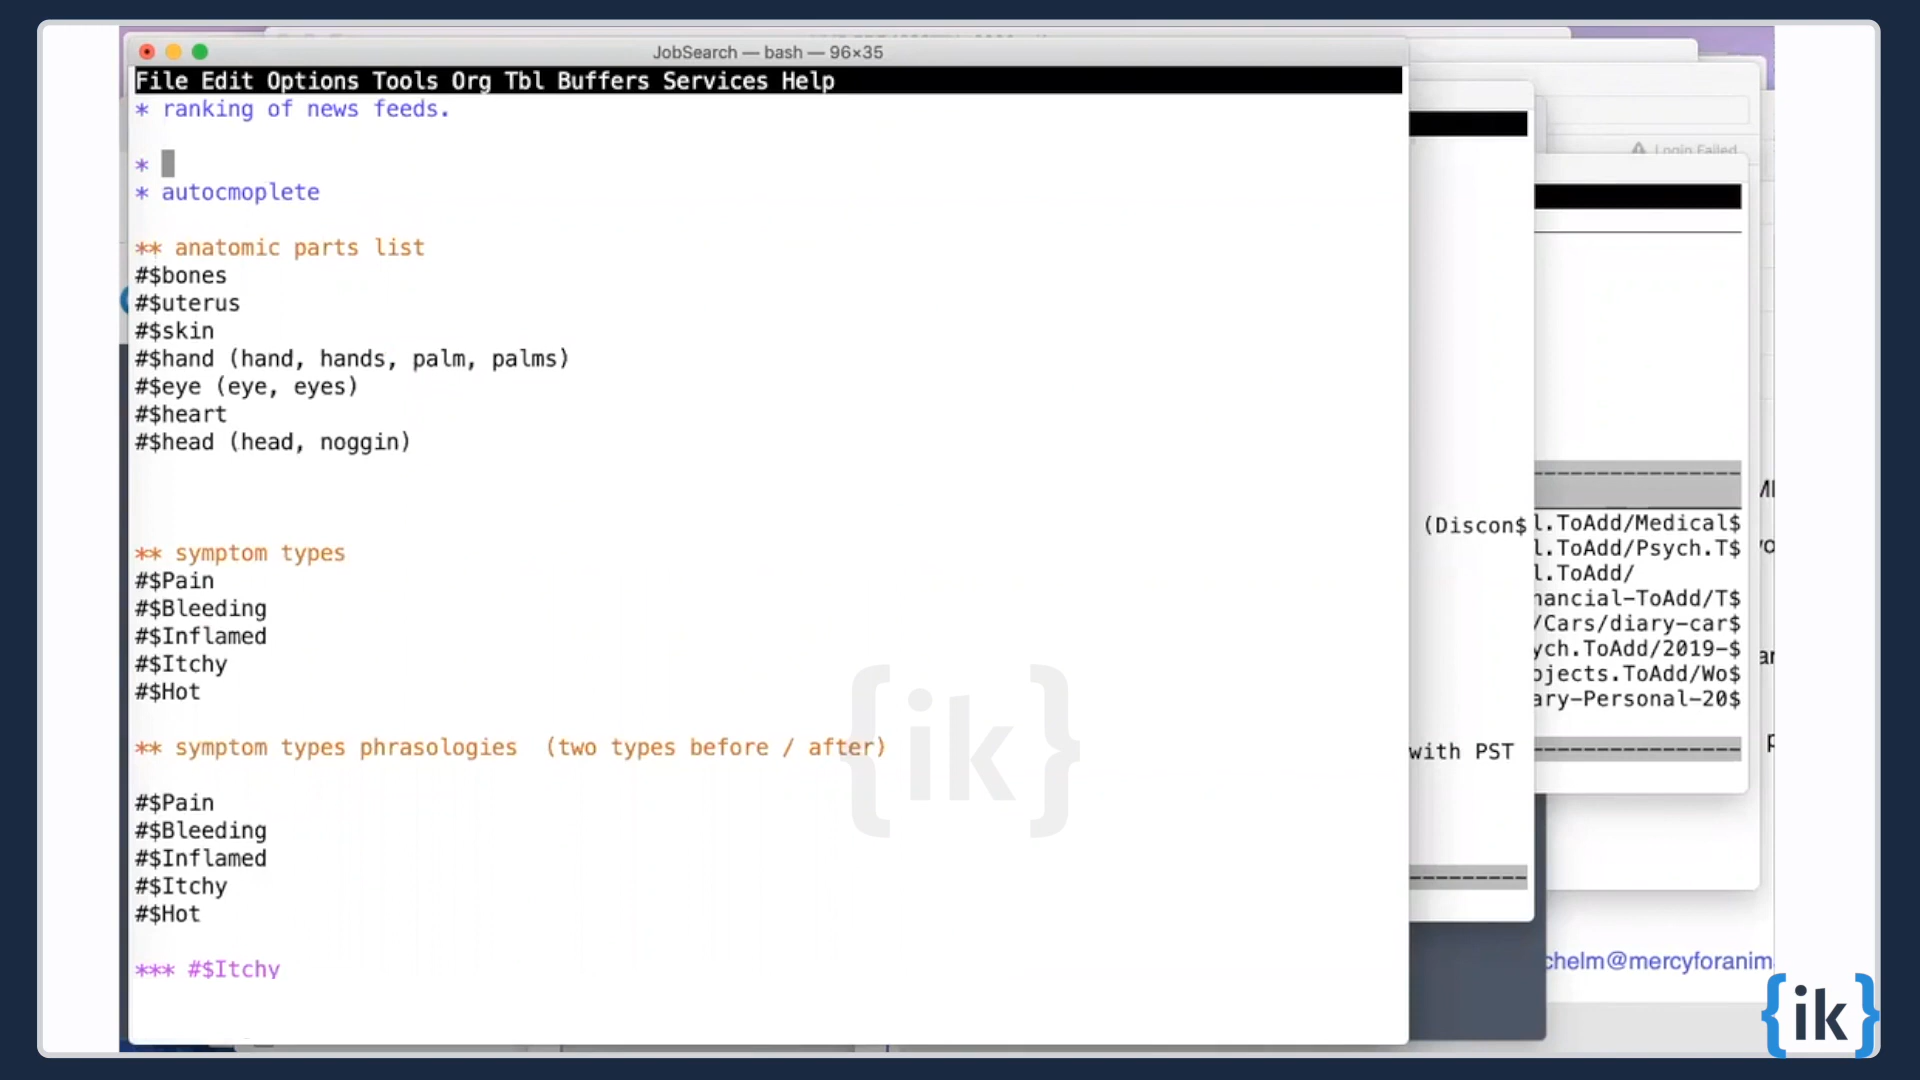 JobSearch — bash — 96×35
File Edit Options Tools Org Tbl Buffers Services Help
* ranking of news feeds.
*
* autocmoplete
** anatomic parts list
#$bones
#$uterus
#$skin
#$hand (hand, hands, palm, palms)
#$eye (eye, eyes)
#$heart
#$head (head, noggin)
** symptom types
#$Pain
#$Bleeding
#$Inflamed
#$Itchy
#$Hot
** symptom types phrasologies  (two types before / after)
#$Pain
#$Bleeding
#$Inflamed
#$Itchy
#$Hot
*** #$Itchy
Login Failed
(Discon$
with PST
l.ToAdd/Medical$
l.ToAdd/Psych.T$
l.ToAdd/
nancial-ToAdd/T$
/Cars/diary-car$
ych.ToAdd/2019-$
ojects.ToAdd/Wo$
ary-Personal-20$
chelm@mercyforanim
{ik}
{ik}